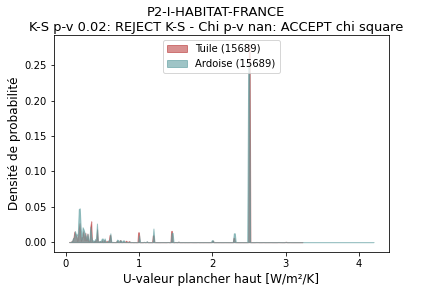 P2-I-HABITAT-FRANCE
K-S p-v 0.02: REJECT K-S - Chi p-v nan: ACCEPT chi square
Tuile (15689)
Ardoise (15689)
Densité de probabilité
0.25
0.20
0.15
0.10
0.05
0.00
0 1 2 3 4
U-valeur plancher haut [W/m²/K]